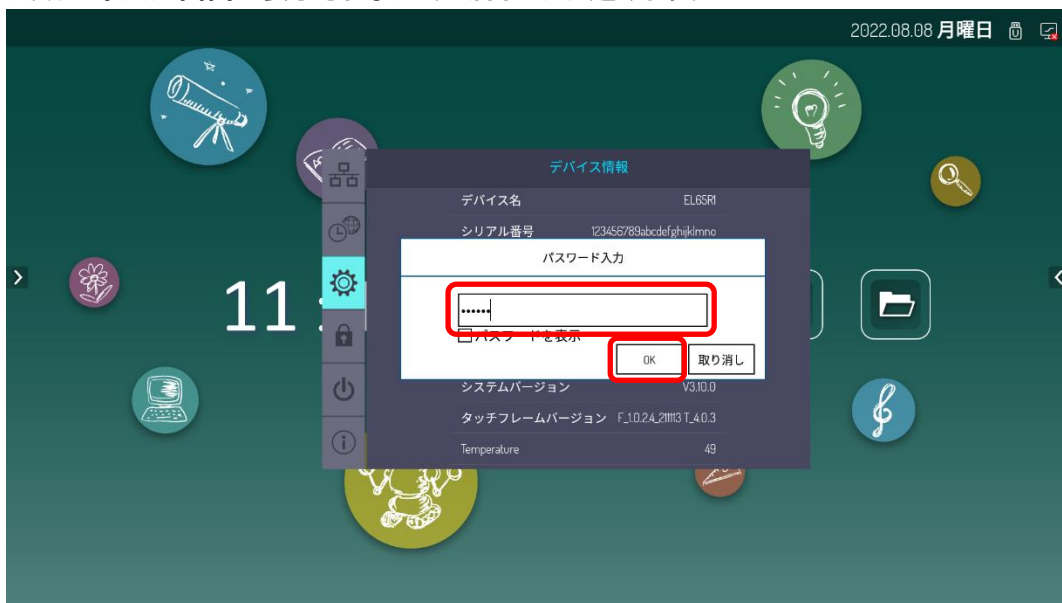 2022.08.08 月曜日
デバイス情報
デバイス名 EL65R1
シリアル番号 123456789abcdefghijklmno
パスワード入力
••••••
パスワードを表示
11:
OK 取り消し
システムバージョン V3.10.0
タッチフレームバージョン F_1.0.2.4_211113 T_4.0.3
Temperature 49